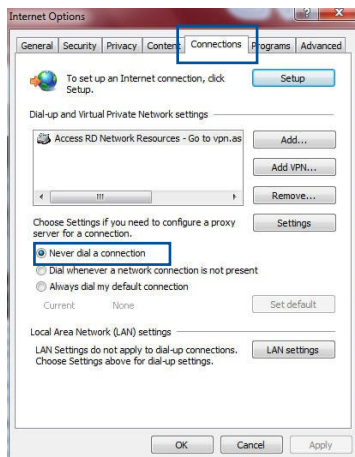 Internet Options
General Security Privacy Content Connections Programs Advanced
To set up an Internet connection, click
Setup.
Setup
Dial-up and Virtual Private Network settings
Access RD Network Resources - Go to vpn.as
Add...
Add VPN...
Remove...
Choose Settings if you need to configure a proxy
server for a connection.
Settings
Never dial a connection
Dial whenever a network connection is not present
Always dial my default connection
Current None
Set default
Local Area Network (LAN) settings
LAN Settings do not apply to dial-up connections.
Choose Settings above for dial-up settings.
LAN settings
OK Cancel Apply